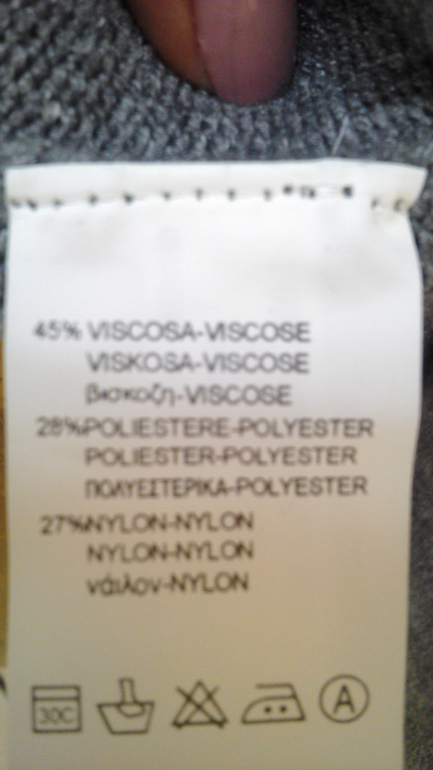 45% VISCOSA-VISCOSE
VISKOSA-VISCOSE
βισκοζη-VISCOSE
28%POLIESTERE-POLYESTER
POLIESTER-POLYESTER
ΠΟΛΥΕΣΤΕΡΙΚΑ-POLYESTER
27%NYLON-NYLON
NYLON-NYLON
νάιλον-NYLON
30C A